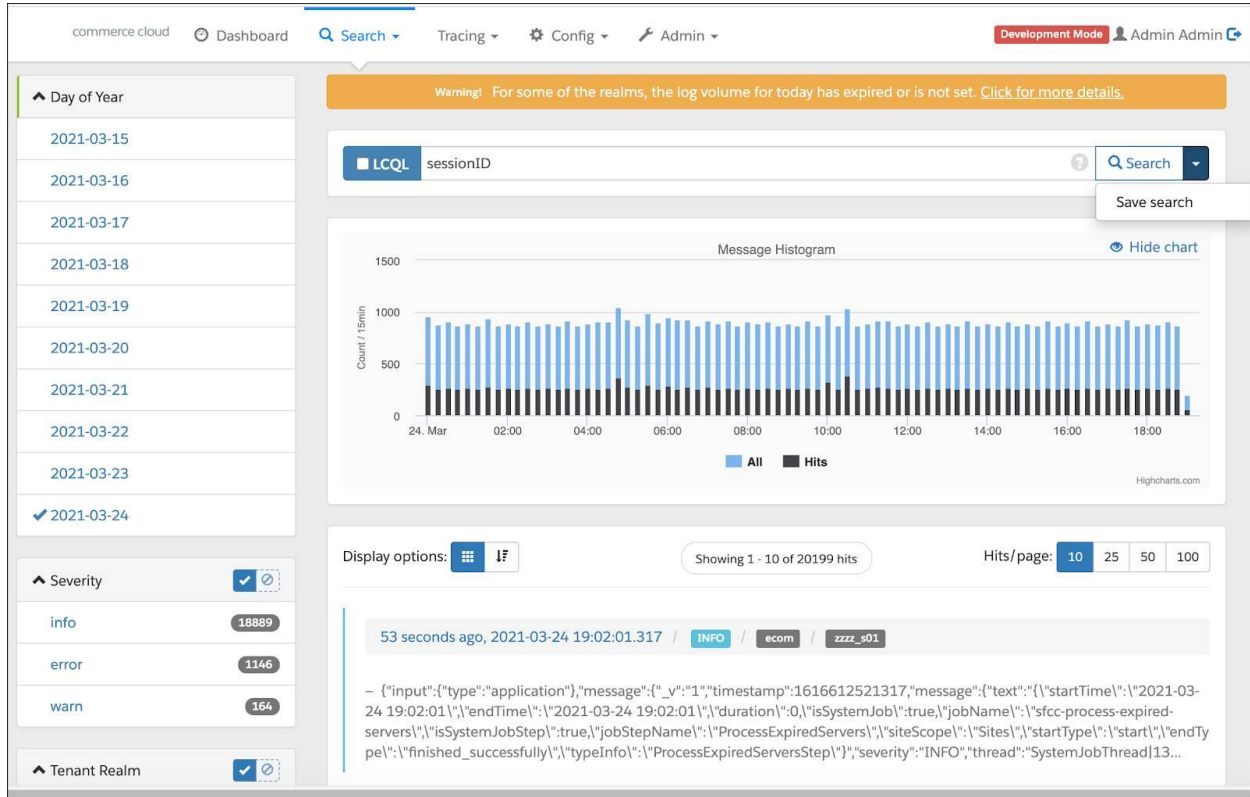 commerce cloud Dashboard Search Tracing Config Admin Development Mode Admin Admin
Day of Year
2021-03-15
2021-03-16
2021-03-17
2021-03-18
2021-03-19
2021-03-20
2021-03-21
2021-03-22
2021-03-23
2021-03-24
Severity
info 18889
error 1146
warn 164
Tenant Realm
Warning! For some of the realms, the log volume for today has expired or is not set. Click for more details.
LCQL sessionID ? Search
Save search
Message Histogram
Hide chart
Count / 15min
1500
1000
500
0
24. Mar 02:00 04:00 06:00 08:00 10:00 12:00 14:00 16:00 18:00
All Hits
Highcharts.com
Display options: Showing 1 - 10 of 20199 hits Hits/page: 10 25 50 100
53 seconds ago, 2021-03-24 19:02:01.317 / INFO / ecom / zzzz_s01
– {"input":{"type":"application"},"message":{"_v":"1","timestamp":1616612521317,"message":{"text":"{\"startTime\":\"2021-03-
24 19:02:01\",\"endTime\":\"2021-03-24 19:02:01\",\"duration\":0,\"isSystemJob\":true,\"jobName\":\"sfcc-process-expired-
servers\",\"isSystemJobStep\":true,\"jobStepName\":\"ProcessExpiredServers\",\"siteScope\":\"Sites\",\"startType\":\"start\",\"endTy
pe\":\"finished_successfully\",\"typeInfo\":\"ProcessExpiredServersStep\"}","severity":"INFO","thread":"SystemJobThread|13...